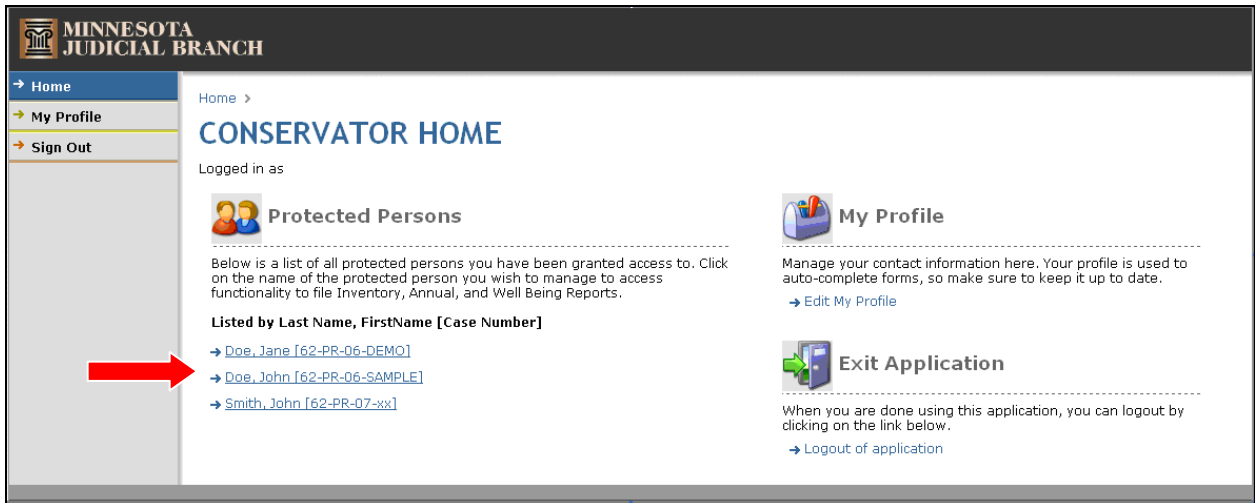 MINNESOTA
JUDICIAL BRANCH
Home
My Profile
Sign Out
Home >
CONSERVATOR HOME
Logged in as
Protected Persons
Below is a list of all protected persons you have been granted access to. Click
on the name of the protected person you wish to manage to access
functionality to file Inventory, Annual, and Well Being Reports.
Listed by Last Name, FirstName [Case Number]
Doe, Jane [62-PR-06-DEMO]
Doe, John [62-PR-06-SAMPLE]
Smith, John [62-PR-07-xx]
My Profile
Manage your contact information here. Your profile is used to
auto-complete forms, so make sure to keep it up to date.
Edit My Profile
Exit Application
When you are done using this application, you can logout by
clicking on the link below.
Logout of application